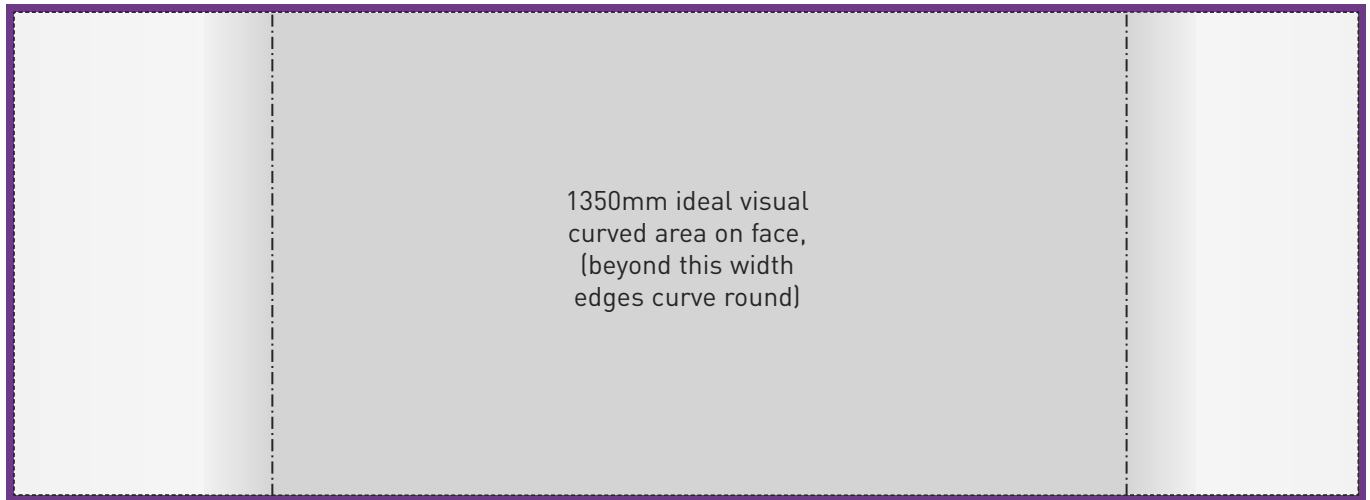 1350mm ideal visual
curved area on face,
(beyond this width
edges curve round)